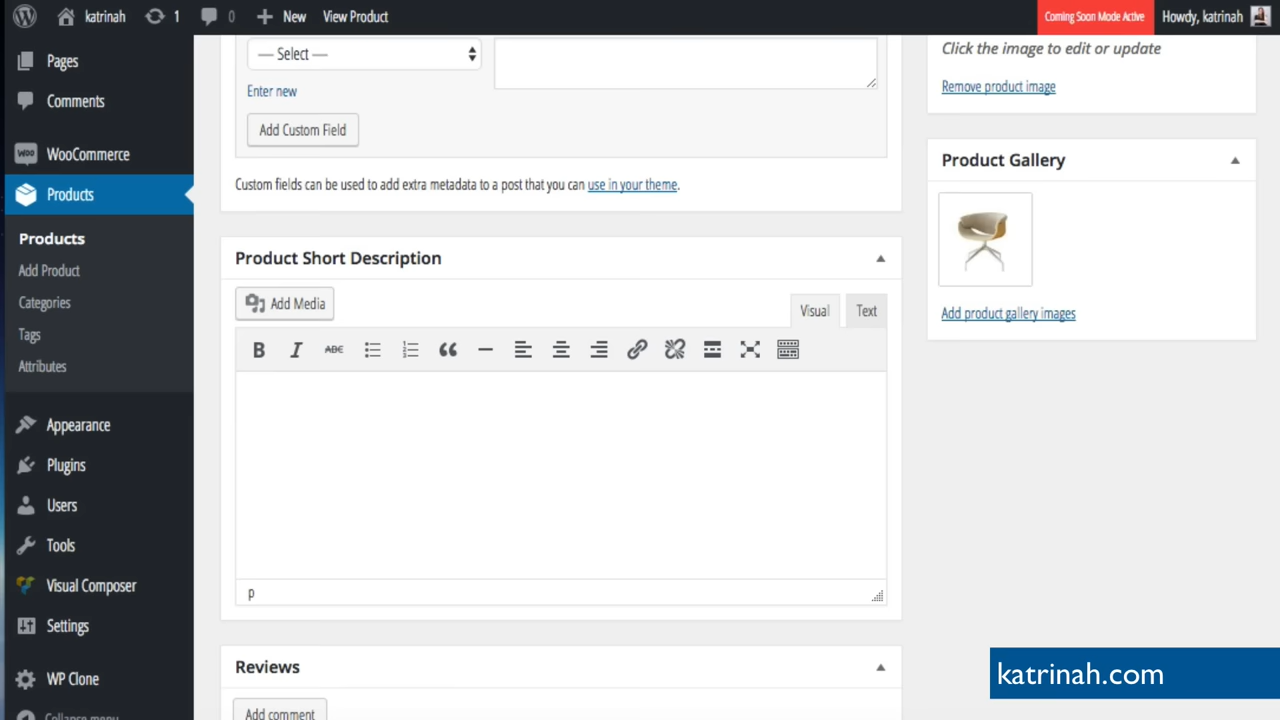 katrinah
1
0
New
View Product
Coming Soon Mode Active
Howdy, katrinah
Pages
Comments
WooCommerce
Products
Products
Add Product
Categories
Tags
Attributes
Appearance
Plugins
Users
Tools
Visual Composer
Settings
WP Clone
Collapse menu
— Select —
Enter new
Add Custom Field
Custom fields can be used to add extra metadata to a post that you can use in your theme.
Product Short Description
Add Media
Visual
Text
B I ABC
p
Reviews
Add comment
Click the image to edit or update
Remove product image
Product Gallery
Add product gallery images
katrinah.com